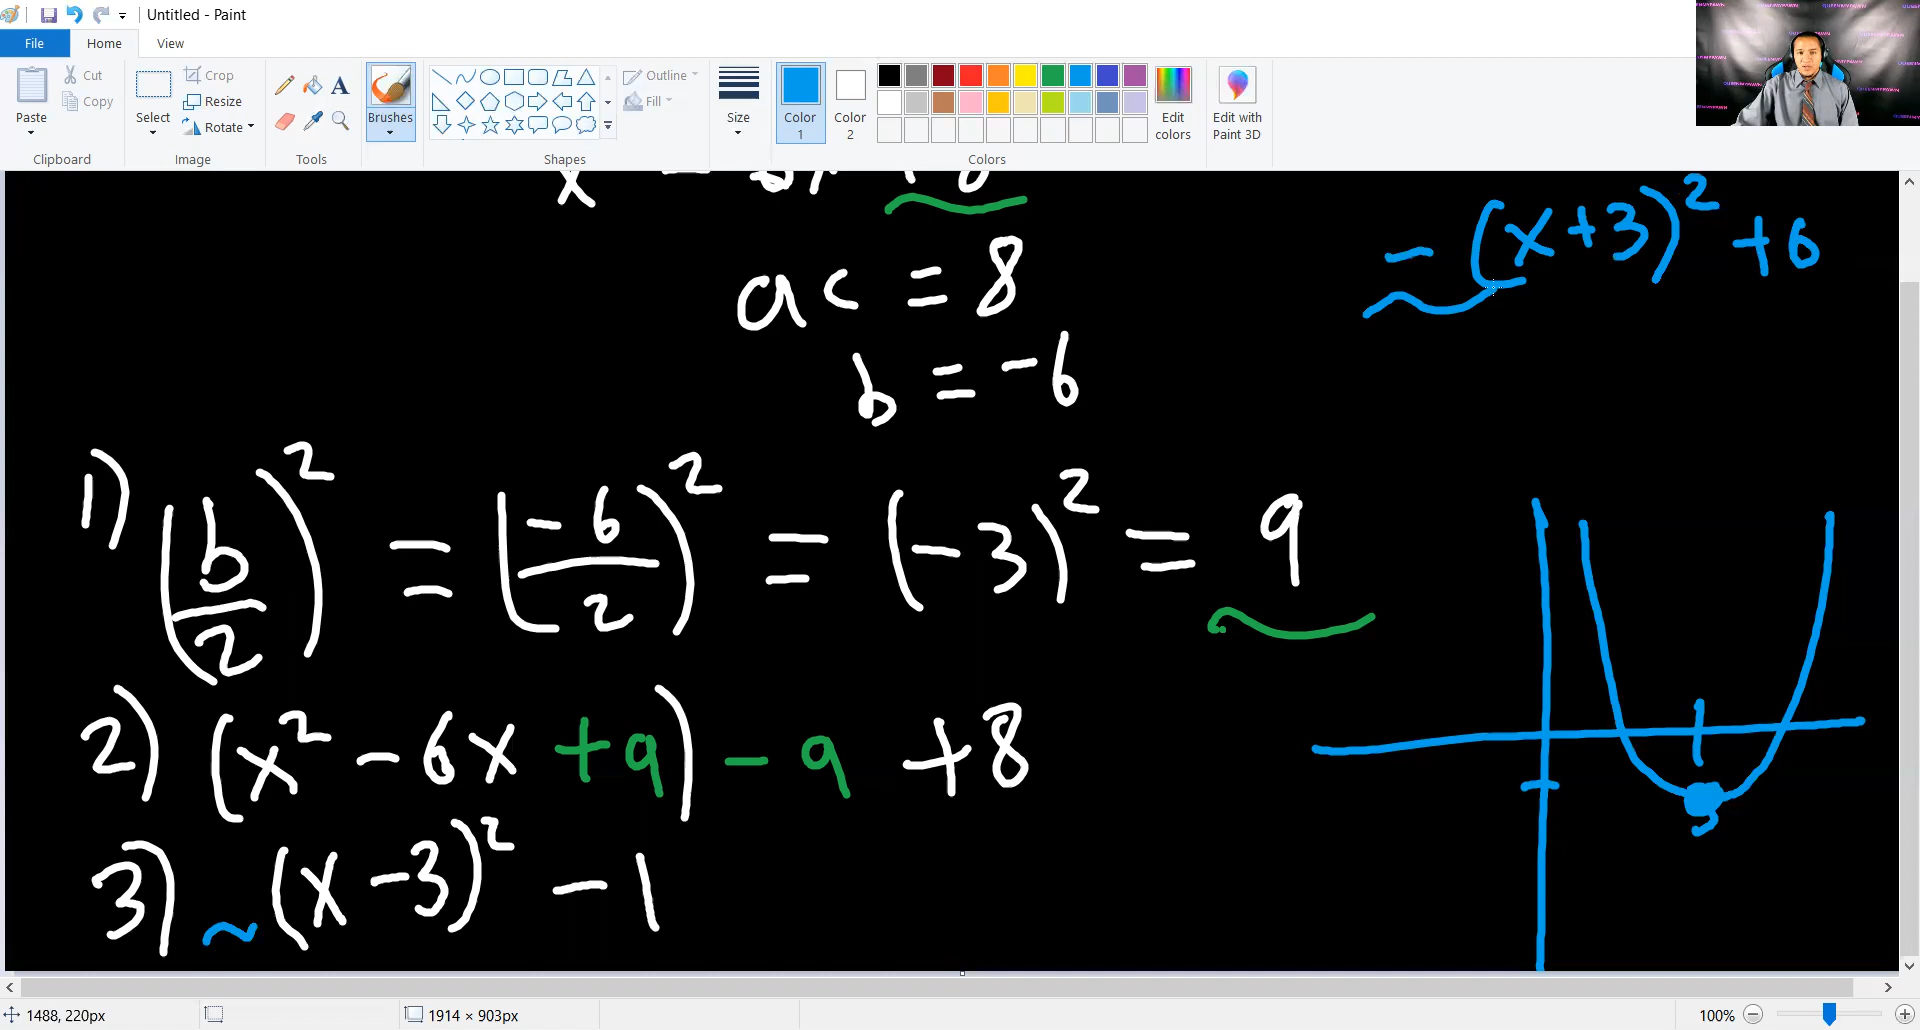 Untitled - Paint
File Home View
Paste
Cut
Copy
Clipboard
Select
Crop
Resize
Rotate
Image
Tools
Brushes
Shapes
Outline
Fill
Size
Color 1
Color 2
Edit colors
Edit with Paint 3D
Colors
-(x+3)² +6
ac = 8
b = -6
1) (b/2)² = (-6/2)² = (-3)² = 9
2) (x² - 6x + 9) - 9 + 8
3) (x - 3)² - 1
1488, 220px
1914 × 903px
100%